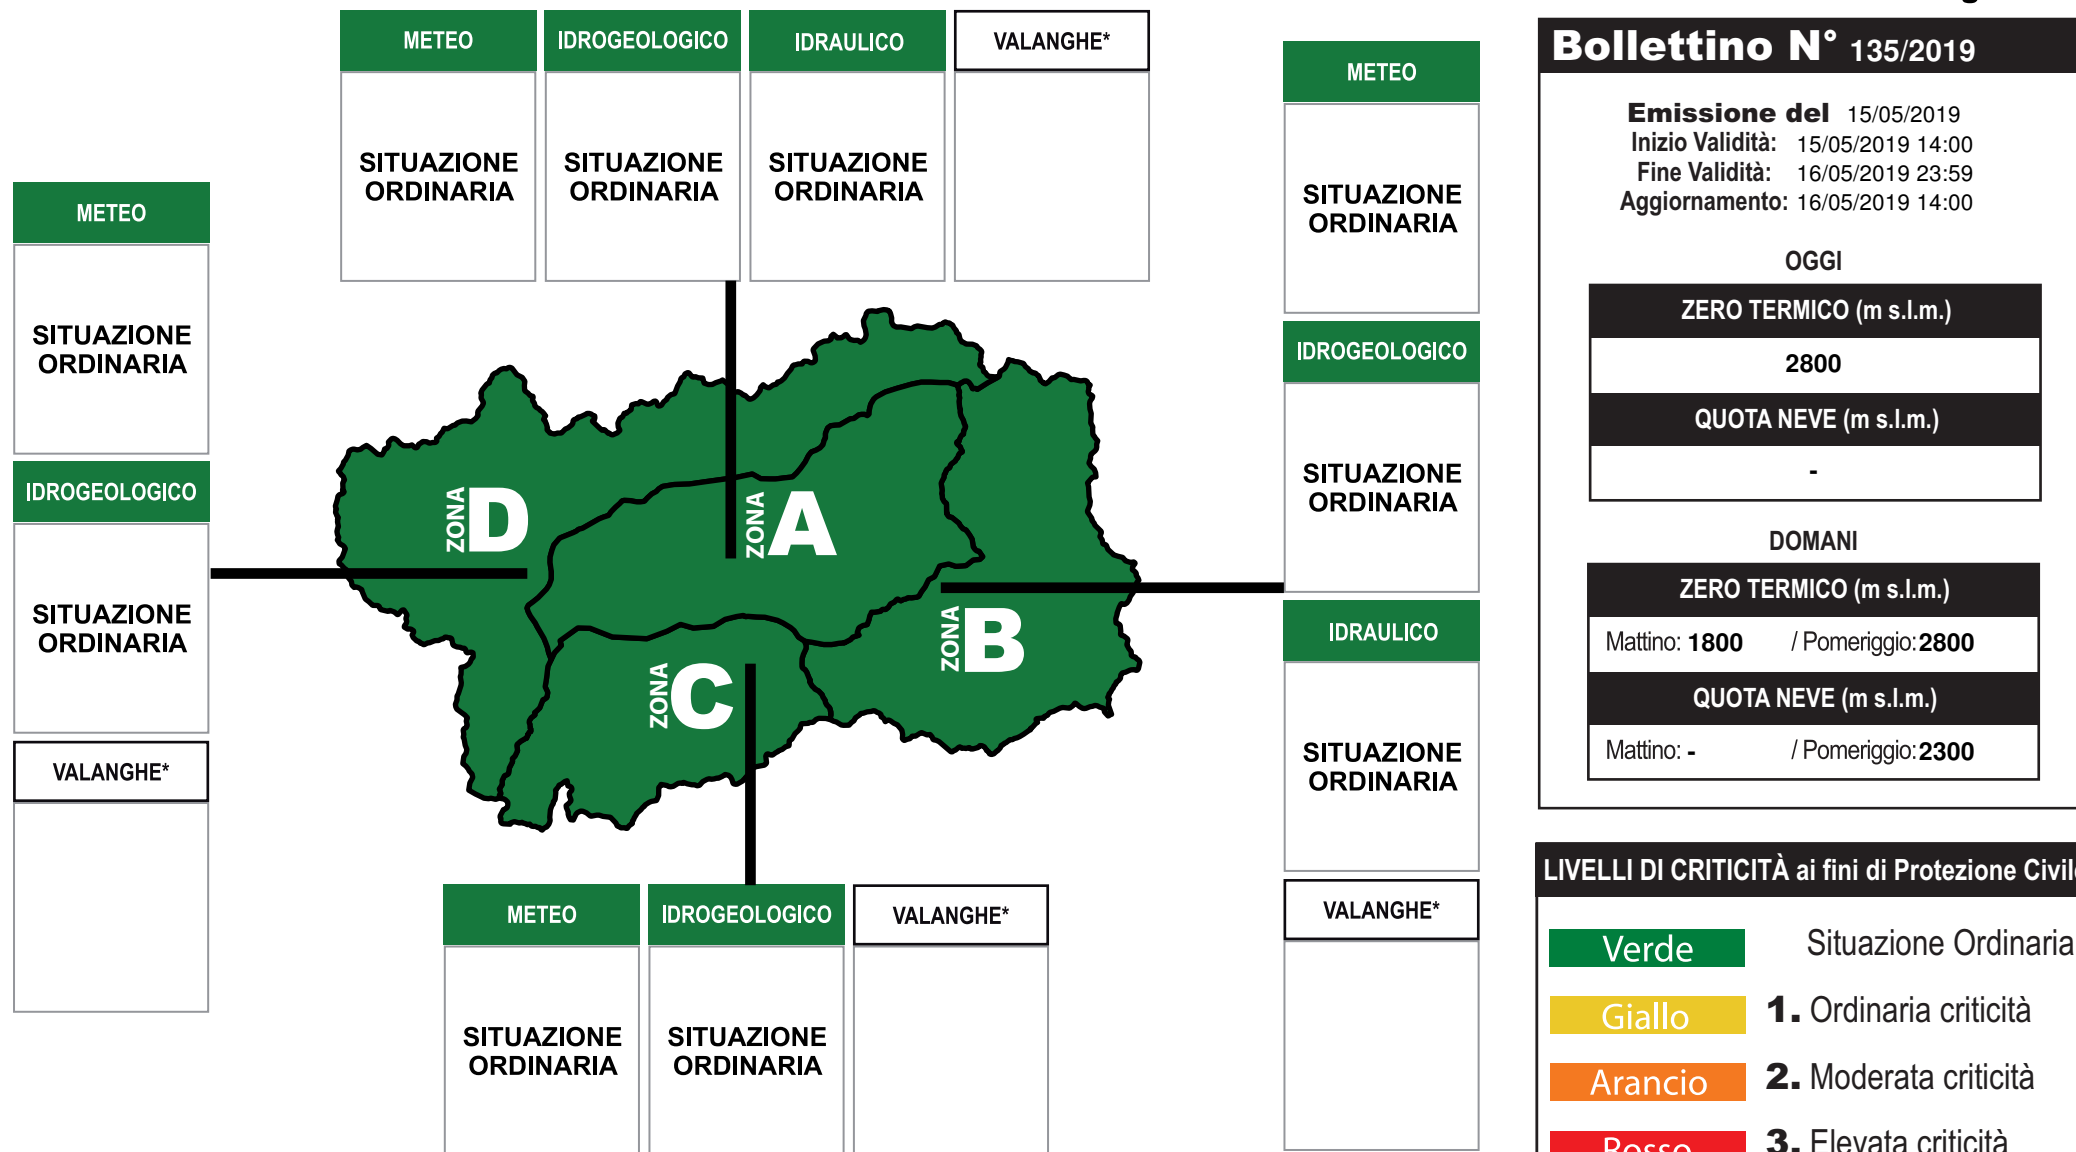 METEO
IDROGEOLOGICO
IDRAULICO
VALANGHE*
SITUAZIONE
ORDINARIA
SITUAZIONE
ORDINARIA
SITUAZIONE
ORDINARIA
METEO
SITUAZIONE
ORDINARIA
IDROGEOLOGICO
SITUAZIONE
ORDINARIA
VALANGHE*
ZONA D
ZONA A
ZONA B
ZONA C
METEO
SITUAZIONE
ORDINARIA
IDROGEOLOGICO
SITUAZIONE
ORDINARIA
IDRAULICO
SITUAZIONE
ORDINARIA
VALANGHE*
METEO
IDROGEOLOGICO
VALANGHE*
SITUAZIONE
ORDINARIA
SITUAZIONE
ORDINARIA
Bollettino N° 135/2019
Emissione del 15/05/2019
Inizio Validità: 15/05/2019 14:00
Fine Validità: 16/05/2019 23:59
Aggiornamento: 16/05/2019 14:00
OGGI
ZERO TERMICO (m s.l.m.)
2800
QUOTA NEVE (m s.l.m.)
-
DOMANI
ZERO TERMICO (m s.l.m.)
Mattino: 1800 / Pomeriggio: 2800
QUOTA NEVE (m s.l.m.)
Mattino: - / Pomeriggio: 2300
LIVELLI DI CRITICITÀ ai fini di Protezione Civile
Verde Situazione Ordinaria
Giallo 1. Ordinaria criticità
Arancio 2. Moderata criticità
Rosso 3. Elevata criticità